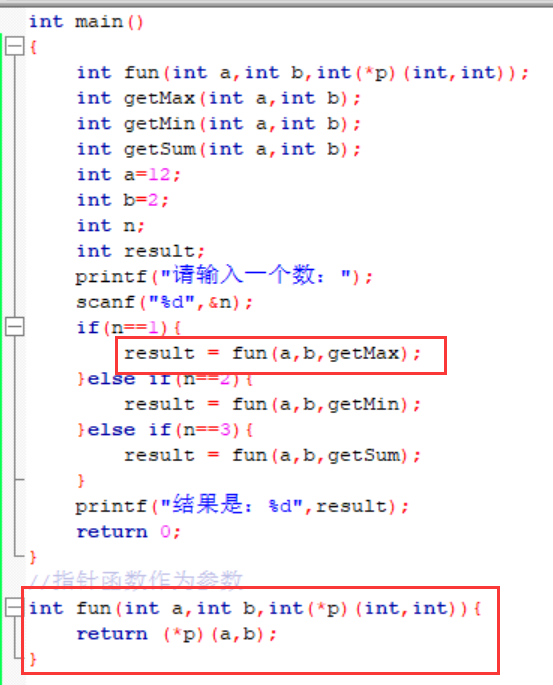 int main()
{
int fun(int a,int b,int(*p)(int,int));
int getMax(int a,int b);
int getMin(int a,int b);
int getSum(int a,int b);
int a=12;
int b=2;
int n;
int result;
printf("请输入一个数: ");
scanf("%d",&n);
if(n==1){
result = fun(a,b,getMax);
}else if(n==2){
result = fun(a,b,getMin);
}else if(n==3){
result = fun(a,b,getSum);
}
printf("结果是: %d",result);
return 0;
}
//指针函数作为参数
int fun(int a,int b,int(*p)(int,int)){
return (*p)(a,b);
}